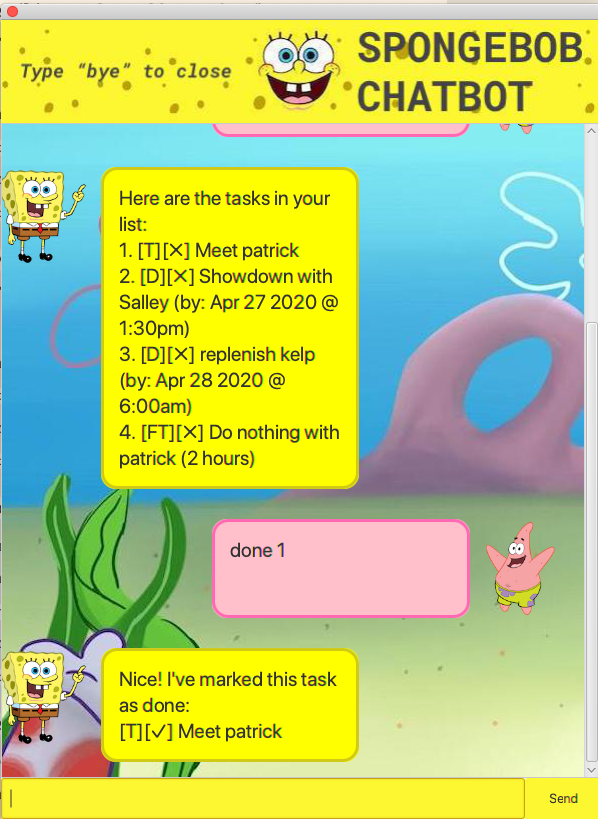 Type “bye” to close
SPONGEBOB
CHATBOT
Here are the tasks in your
list:
1. [T][✕] Meet patrick
2. [D][✕] Showdown with
Salley (by: Apr 27 2020 @
1:30pm)
3. [D][✕] replenish kelp
(by: Apr 28 2020 @
6:00am)
4. [FT][✕] Do nothing with
patrick (2 hours)
done 1
Nice! I've marked this task
as done:
[T][✓] Meet patrick
Send